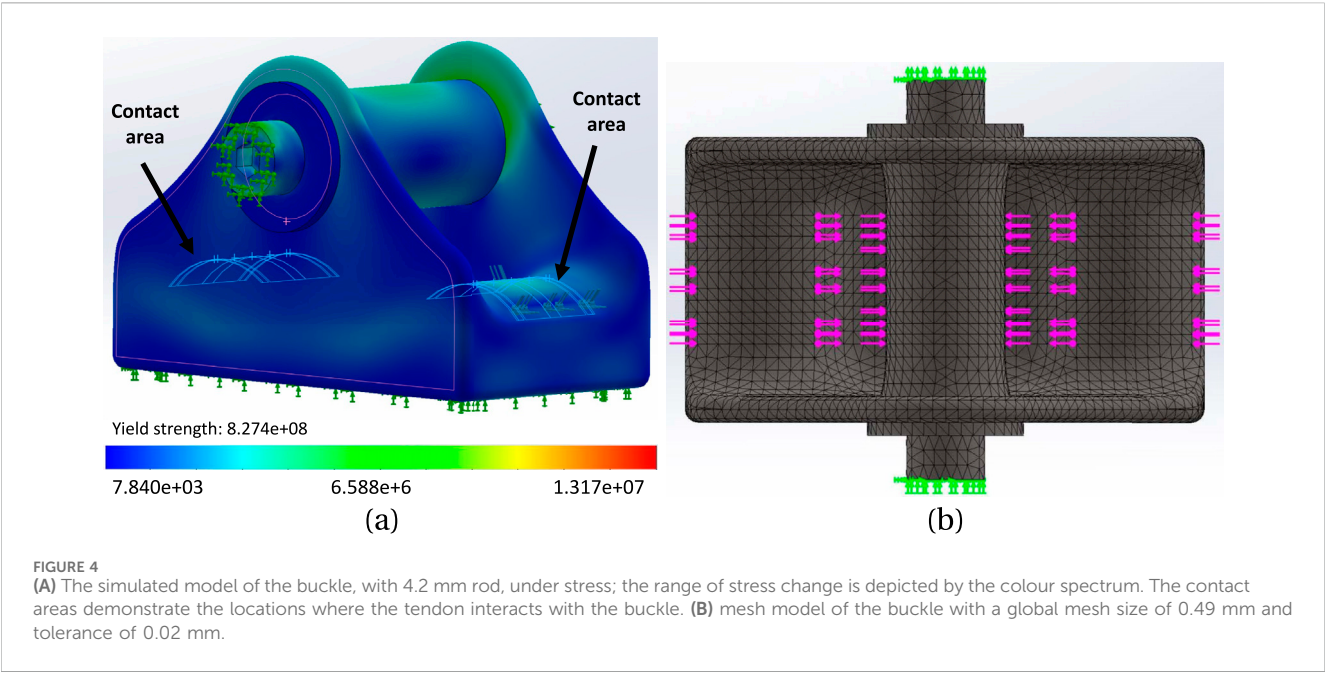 Contact
area
Contact
area
Yield strength: 8.274e+08
7.840e+03 6.588e+6 1.317e+07
(a) (b)
FIGURE 4
(A) The simulated model of the buckle, with 4.2 mm rod, under stress; the range of stress change is depicted by the colour spectrum. The contact
areas demonstrate the locations where the tendon interacts with the buckle. (B) mesh model of the buckle with a global mesh size of 0.49 mm and
tolerance of 0.02 mm.